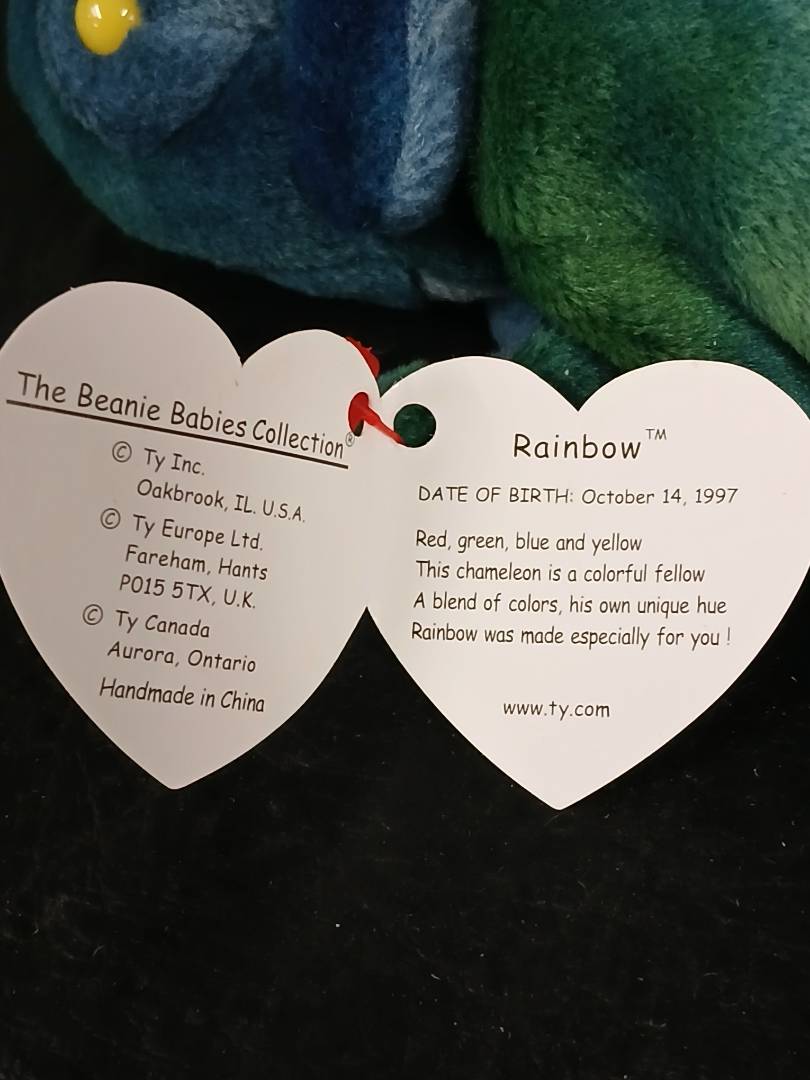 The Beanie Babies Collection®
© Ty Inc.
Oakbrook, IL. U.S.A.
© Ty Europe Ltd.
Fareham, Hants
PO15 5TX, U.K.
© Ty Canada
Aurora, Ontario
Handmade in China
Rainbow™
DATE OF BIRTH: October 14, 1997
Red, green, blue and yellow
This chameleon is a colorful fellow
A blend of colors, his own unique hue
Rainbow was made especially for you !
www.ty.com